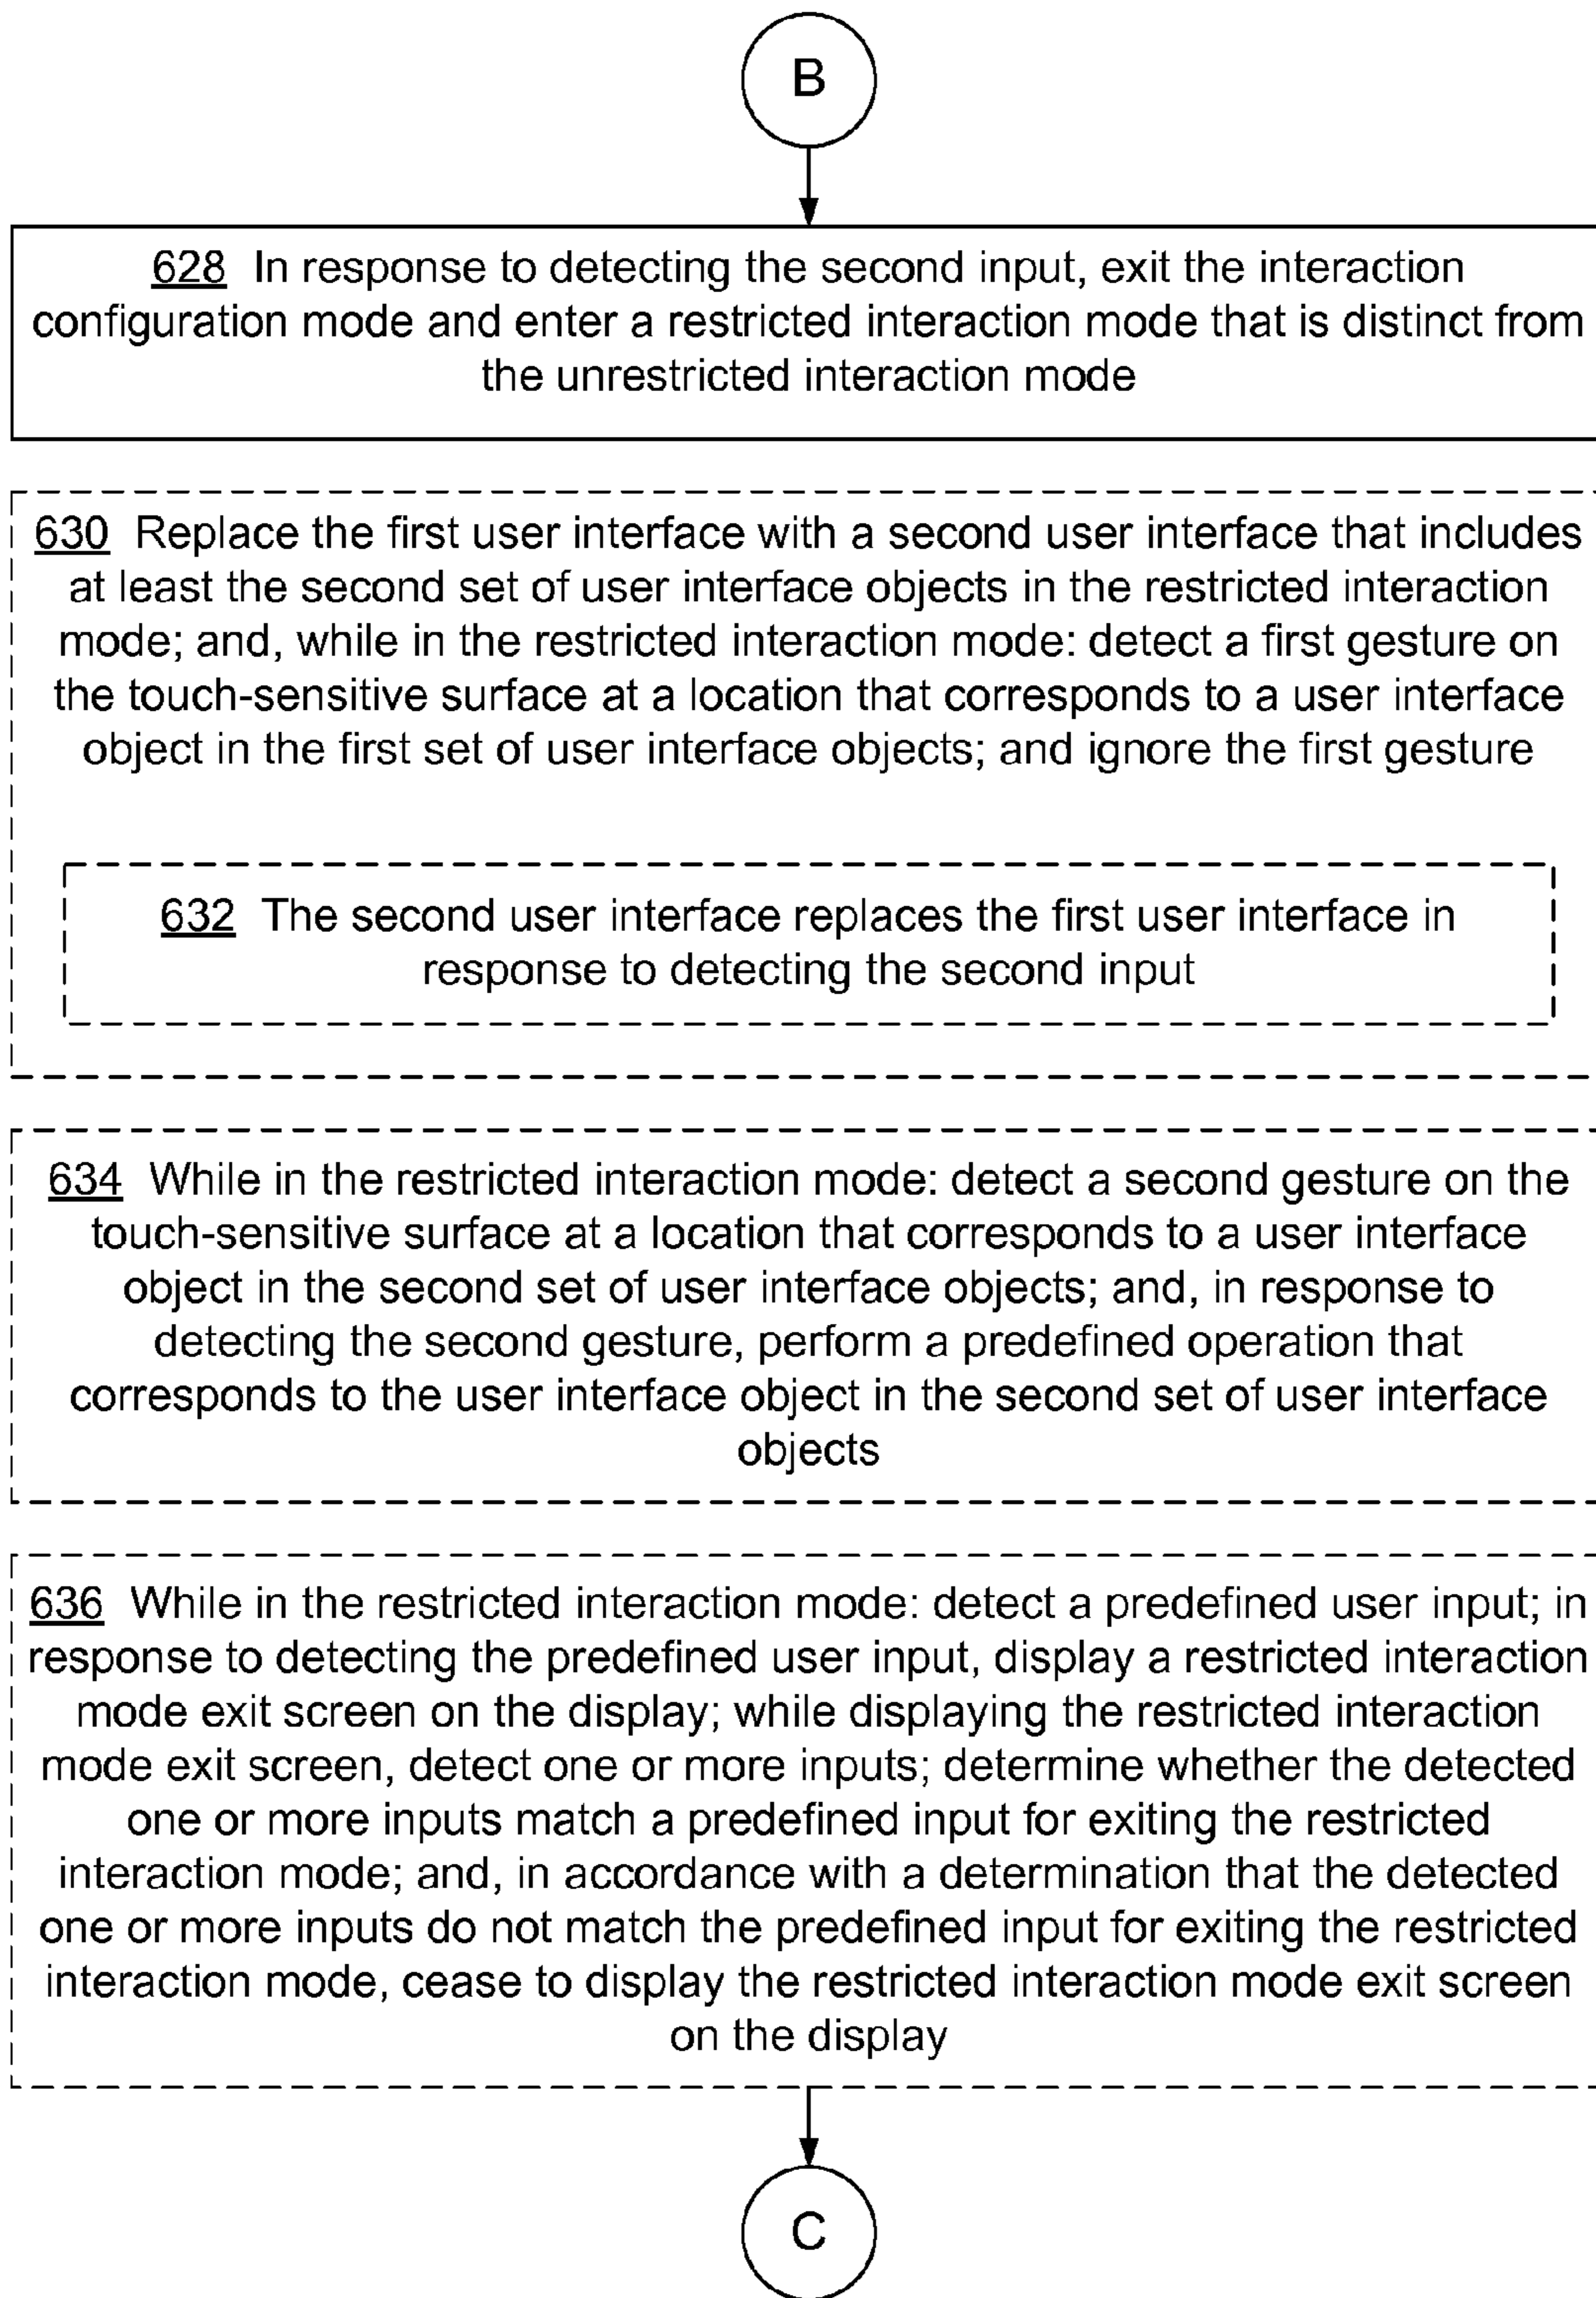 B
628 In response to detecting the second input, exit the interaction
configuration mode and enter a restricted interaction mode that is distinct from
the unrestricted interaction mode
630 Replace the first user interface with a second user interface that includes
at least the second set of user interface objects in the restricted interaction
mode; and, while in the restricted interaction mode: detect a first gesture on
the touch-sensitive surface at a location that corresponds to a user interface
object in the first set of user interface objects; and ignore the first gesture
632 The second user interface replaces the first user interface in
response to detecting the second input
634 While in the restricted interaction mode: detect a second gesture on the
touch-sensitive surface at a location that corresponds to a user interface
object in the second set of user interface objects; and, in response to
detecting the second gesture, perform a predefined operation that
corresponds to the user interface object in the second set of user interface
objects
636 While in the restricted interaction mode: detect a predefined user input; in
response to detecting the predefined user input, display a restricted interaction
mode exit screen on the display; while displaying the restricted interaction
mode exit screen, detect one or more inputs; determine whether the detected
one or more inputs match a predefined input for exiting the restricted
interaction mode; and, in accordance with a determination that the detected
one or more inputs do not match the predefined input for exiting the restricted
interaction mode, cease to display the restricted interaction mode exit screen
on the display
C